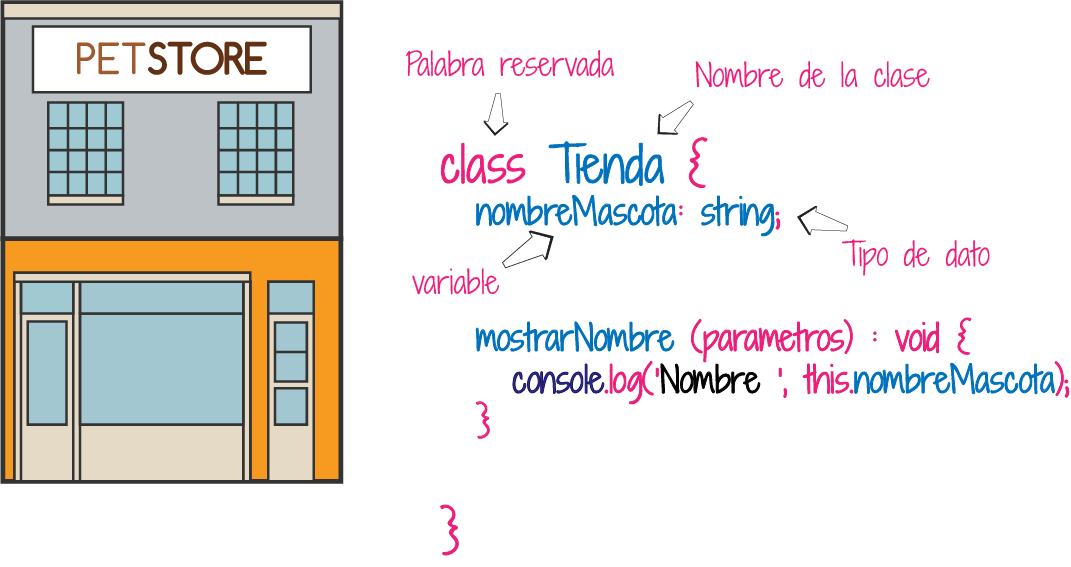 PETSTORE
Palabra reservada
Nombre de la clase
class Tienda {
nombreMascota: string;
variable
Tipo de dato
mostrarNombre (parametros) : void {
console.log('Nombre ', this.nombreMascota);
}
}